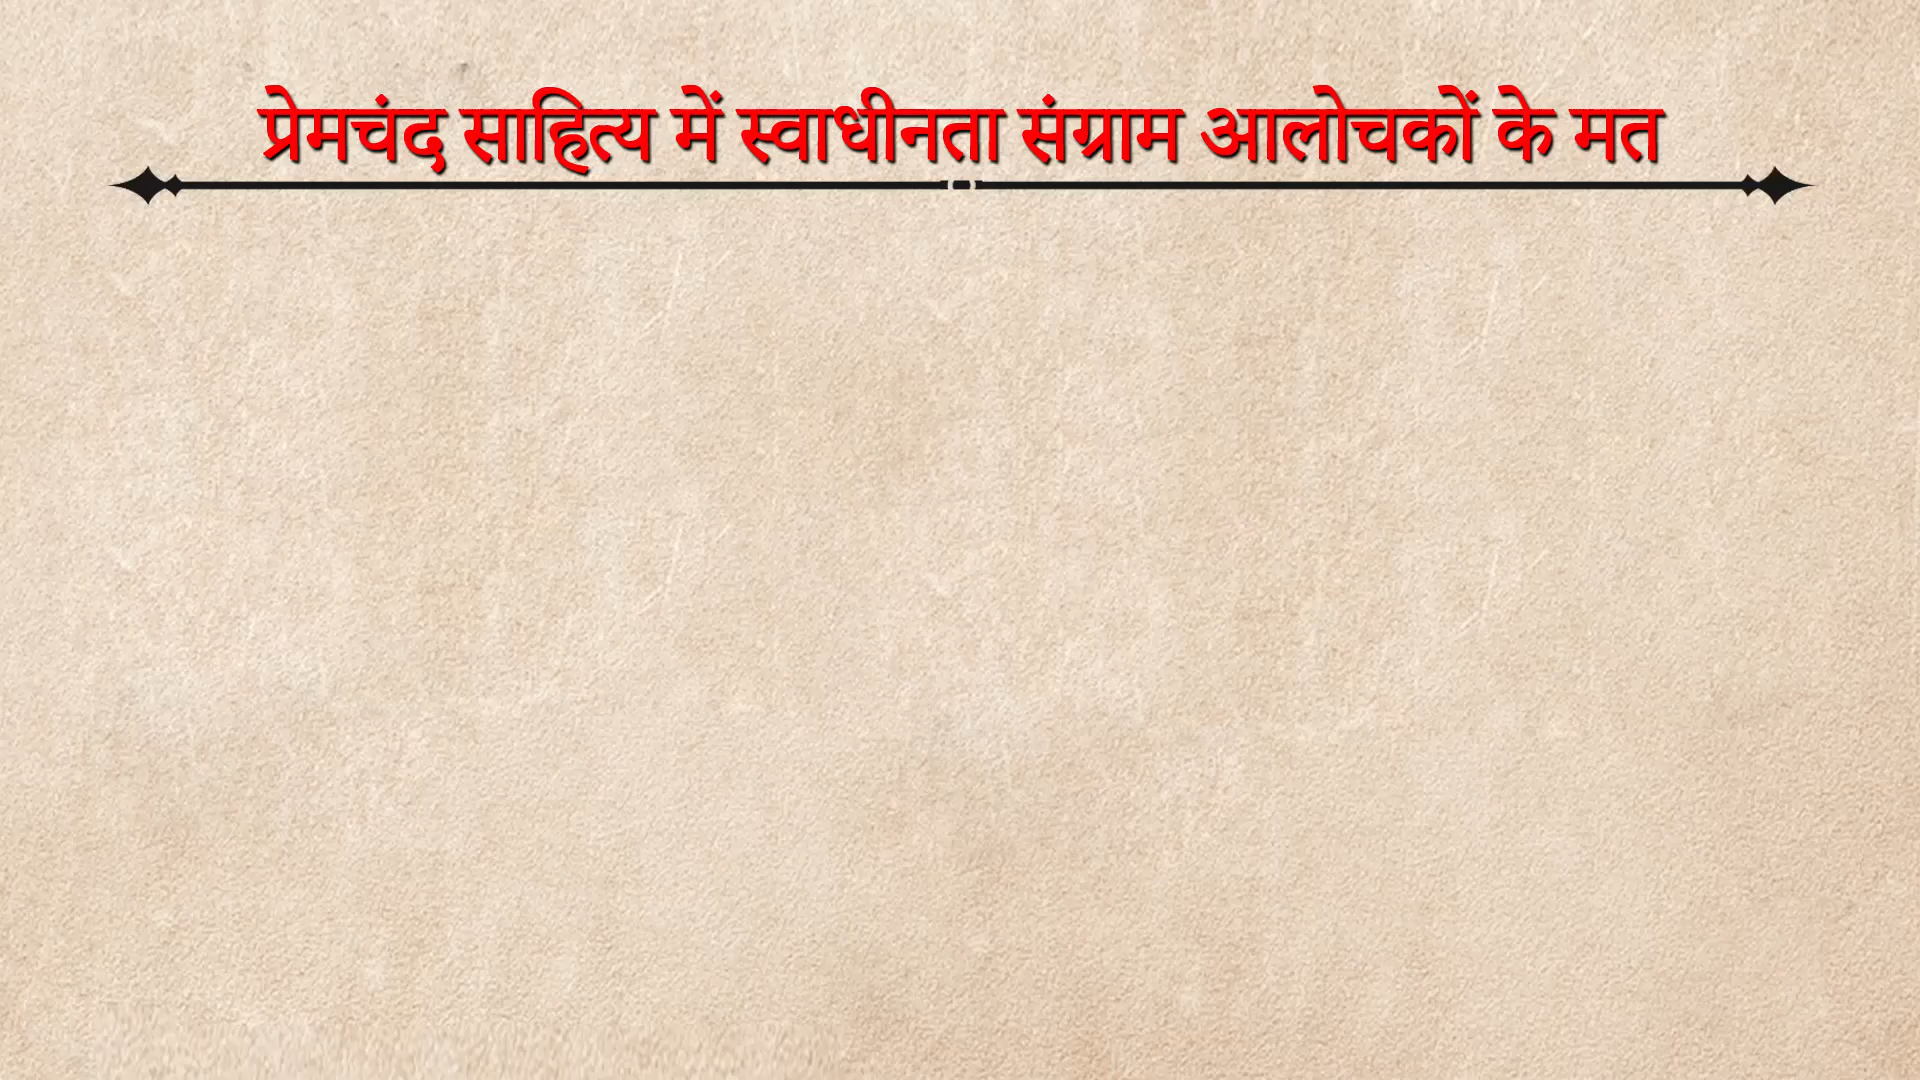 प्रेमचंद साहित्य में स्वाधीनता संग्राम आलोचकों के मत